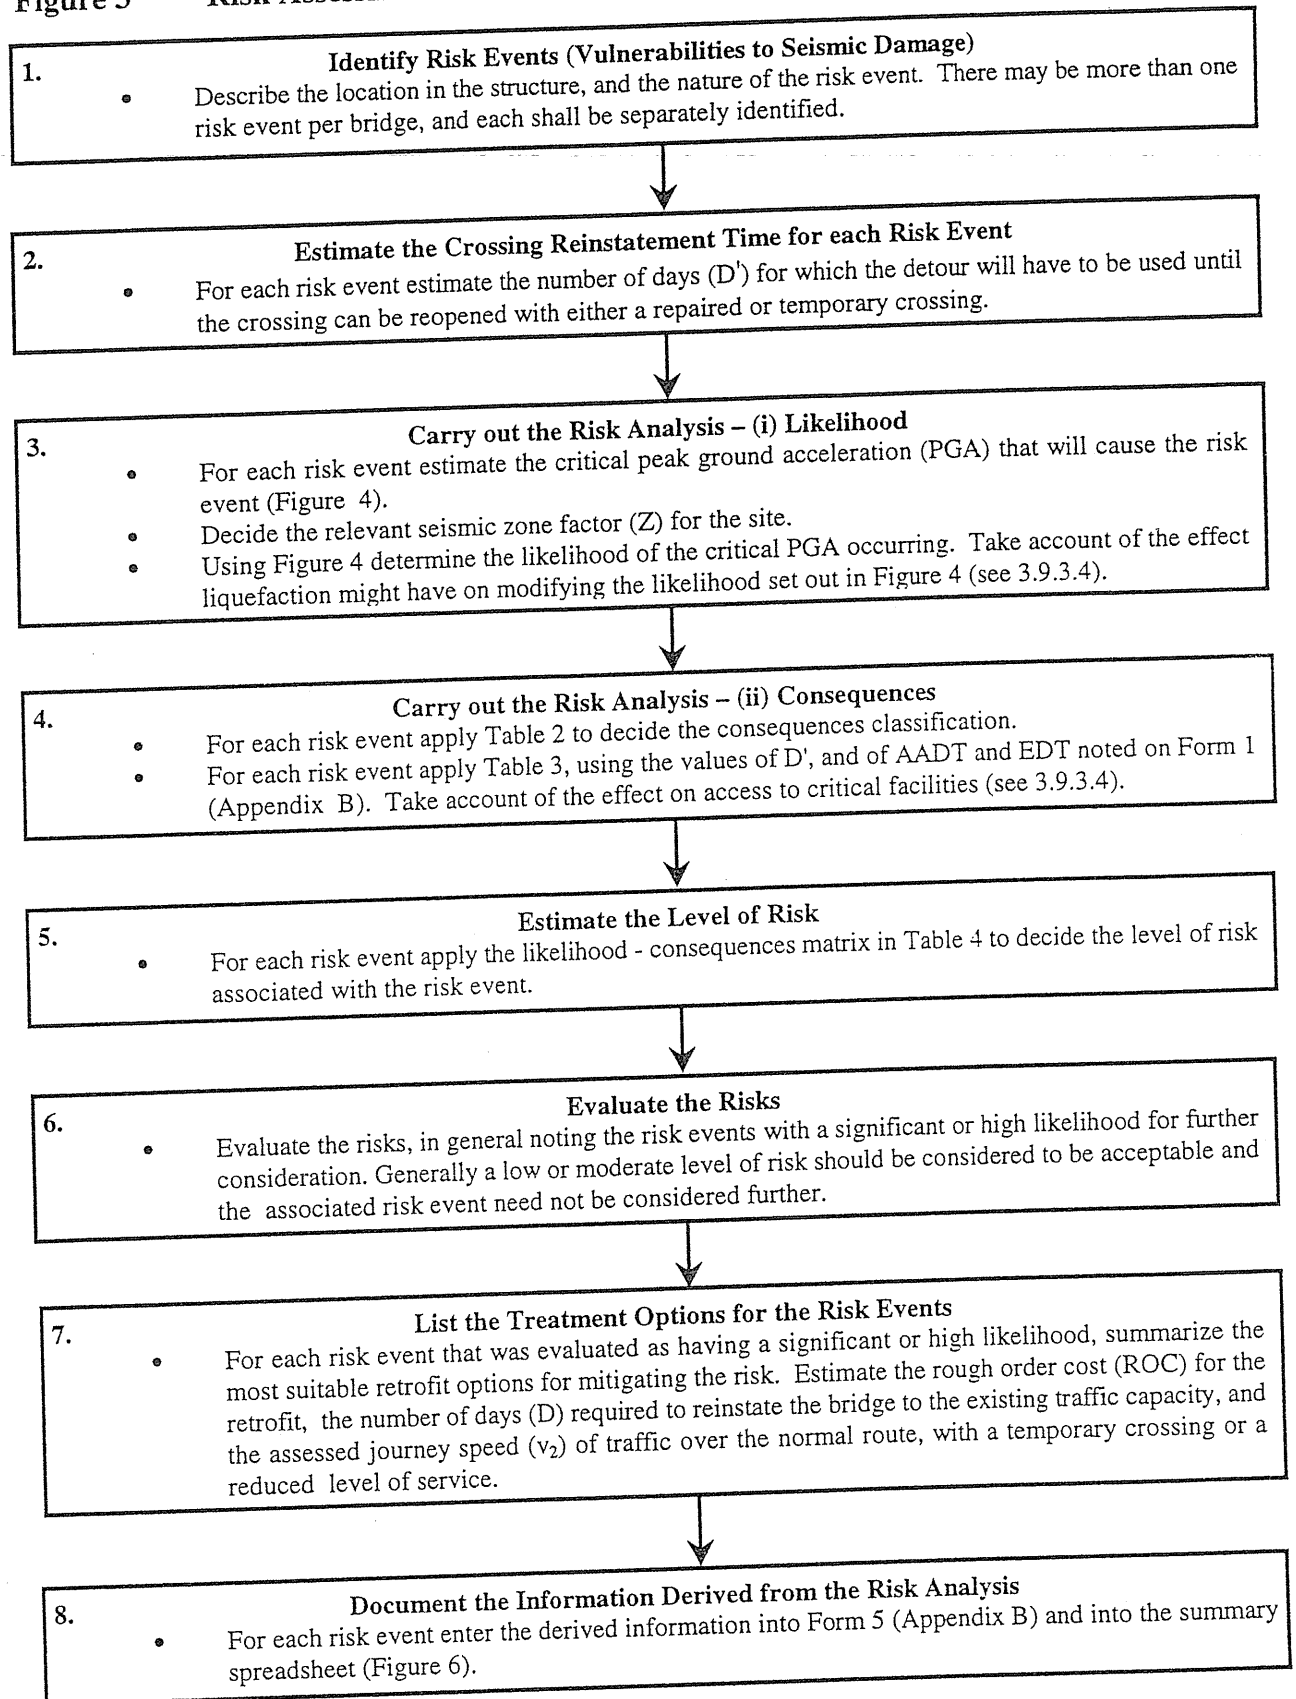 Figure
1.
Identify Risk Events (Vulnerabilities to Seismic Damage)
• Describe the location in the structure, and the nature of the risk event. There may be more than one
risk event per bridge, and each shall be separately identified.
2.
Estimate the Crossing Reinstatement Time for each Risk Event
• For each risk event estimate the number of days (D') for which the detour will have to be used until
the crossing can be reopened with either a repaired or temporary crossing.
3.
Carry out the Risk Analysis – (i) Likelihood
• For each risk event estimate the critical peak ground acceleration (PGA) that will cause the risk
event (Figure 4).
• Decide the relevant seismic zone factor (Z) for the site.
• Using Figure 4 determine the likelihood of the critical PGA occurring. Take account of the effect
liquefaction might have on modifying the likelihood set out in Figure 4 (see 3.9.3.4).
4.
Carry out the Risk Analysis – (ii) Consequences
• For each risk event apply Table 2 to decide the consequences classification.
• For each risk event apply Table 3, using the values of D', and of AADT and EDT noted on Form 1
(Appendix B). Take account of the effect on access to critical facilities (see 3.9.3.4).
5.
Estimate the Level of Risk
• For each risk event apply the likelihood - consequences matrix in Table 4 to decide the level of risk
associated with the risk event.
6.
Evaluate the Risks
• Evaluate the risks, in general noting the risk events with a significant or high likelihood for further
consideration. Generally a low or moderate level of risk should be considered to be acceptable and
the associated risk event need not be considered further.
7.
List the Treatment Options for the Risk Events
• For each risk event that was evaluated as having a significant or high likelihood, summarize the
most suitable retrofit options for mitigating the risk. Estimate the rough order cost (ROC) for the
retrofit, the number of days (D) required to reinstate the bridge to the existing traffic capacity, and
the assessed journey speed (v₂) of traffic over the normal route, with a temporary crossing or a
reduced level of service.
8.
Document the Information Derived from the Risk Analysis
• For each risk event enter the derived information into Form 5 (Appendix B) and into the summary
spreadsheet (Figure 6).